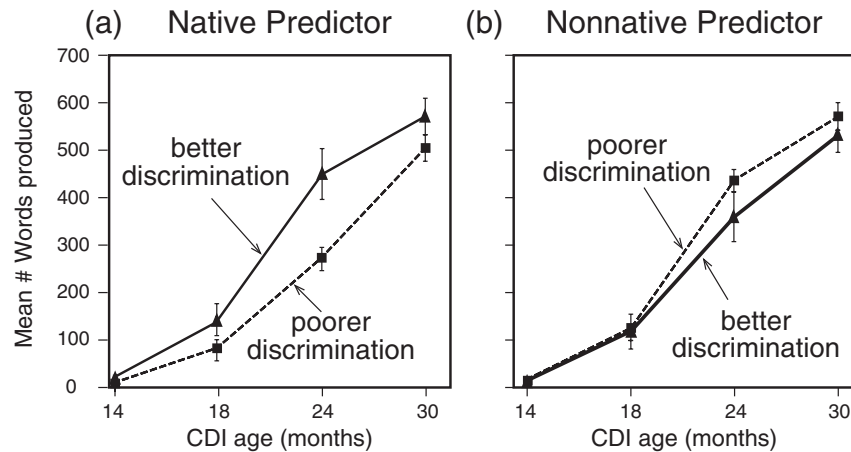 (a) Native Predictor
Mean # Words produced
700
600
500
400
300
200
100
0
better
discrimination
poorer
discrimination
14 18 24 30
CDI age (months)
(b) Nonnative Predictor
poorer
discrimination
better
discrimination
14 18 24 30
CDI age (months)